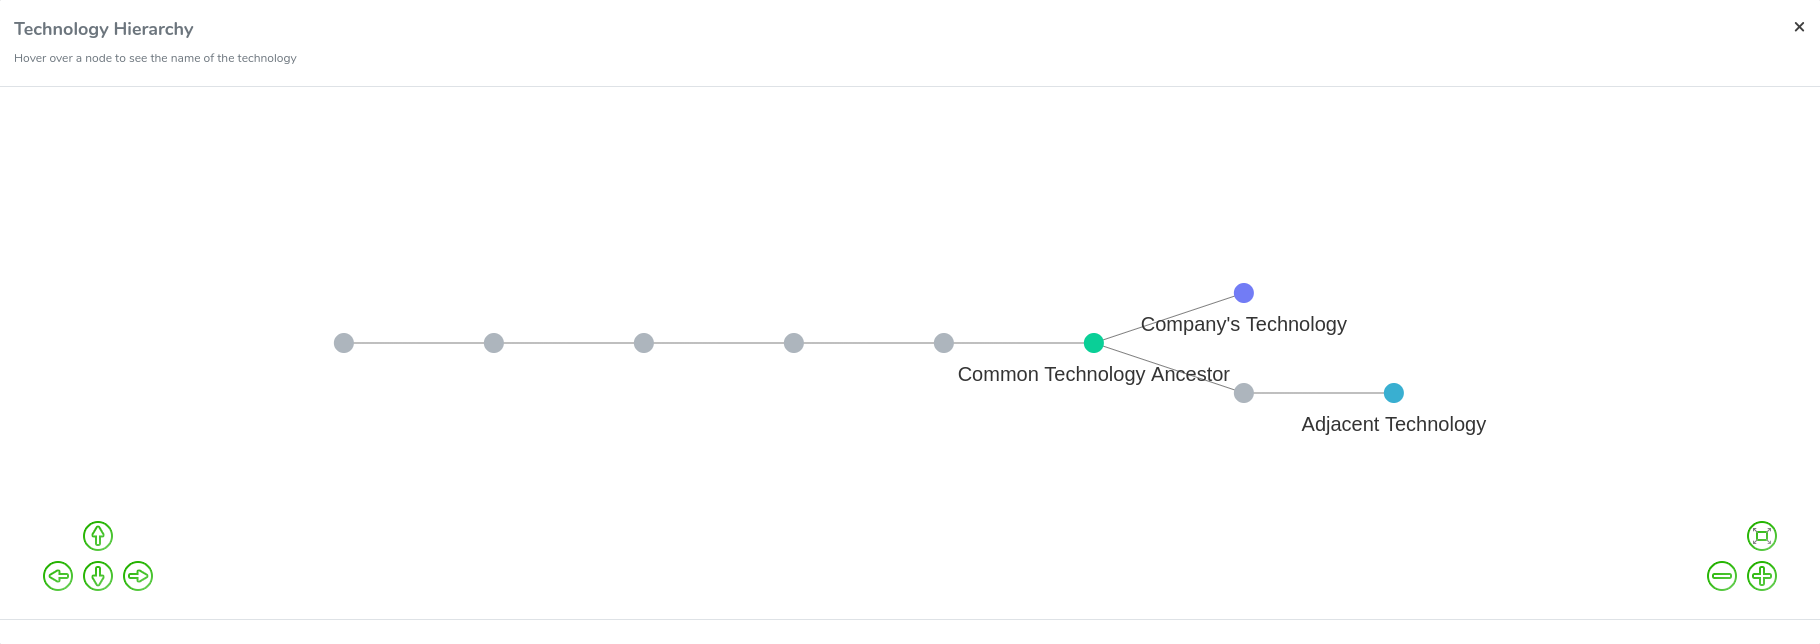 Technology Hierarchy
Hover over a node to see the name of the technology
Company's Technology
Common Technology Ancestor
Adjacent Technology